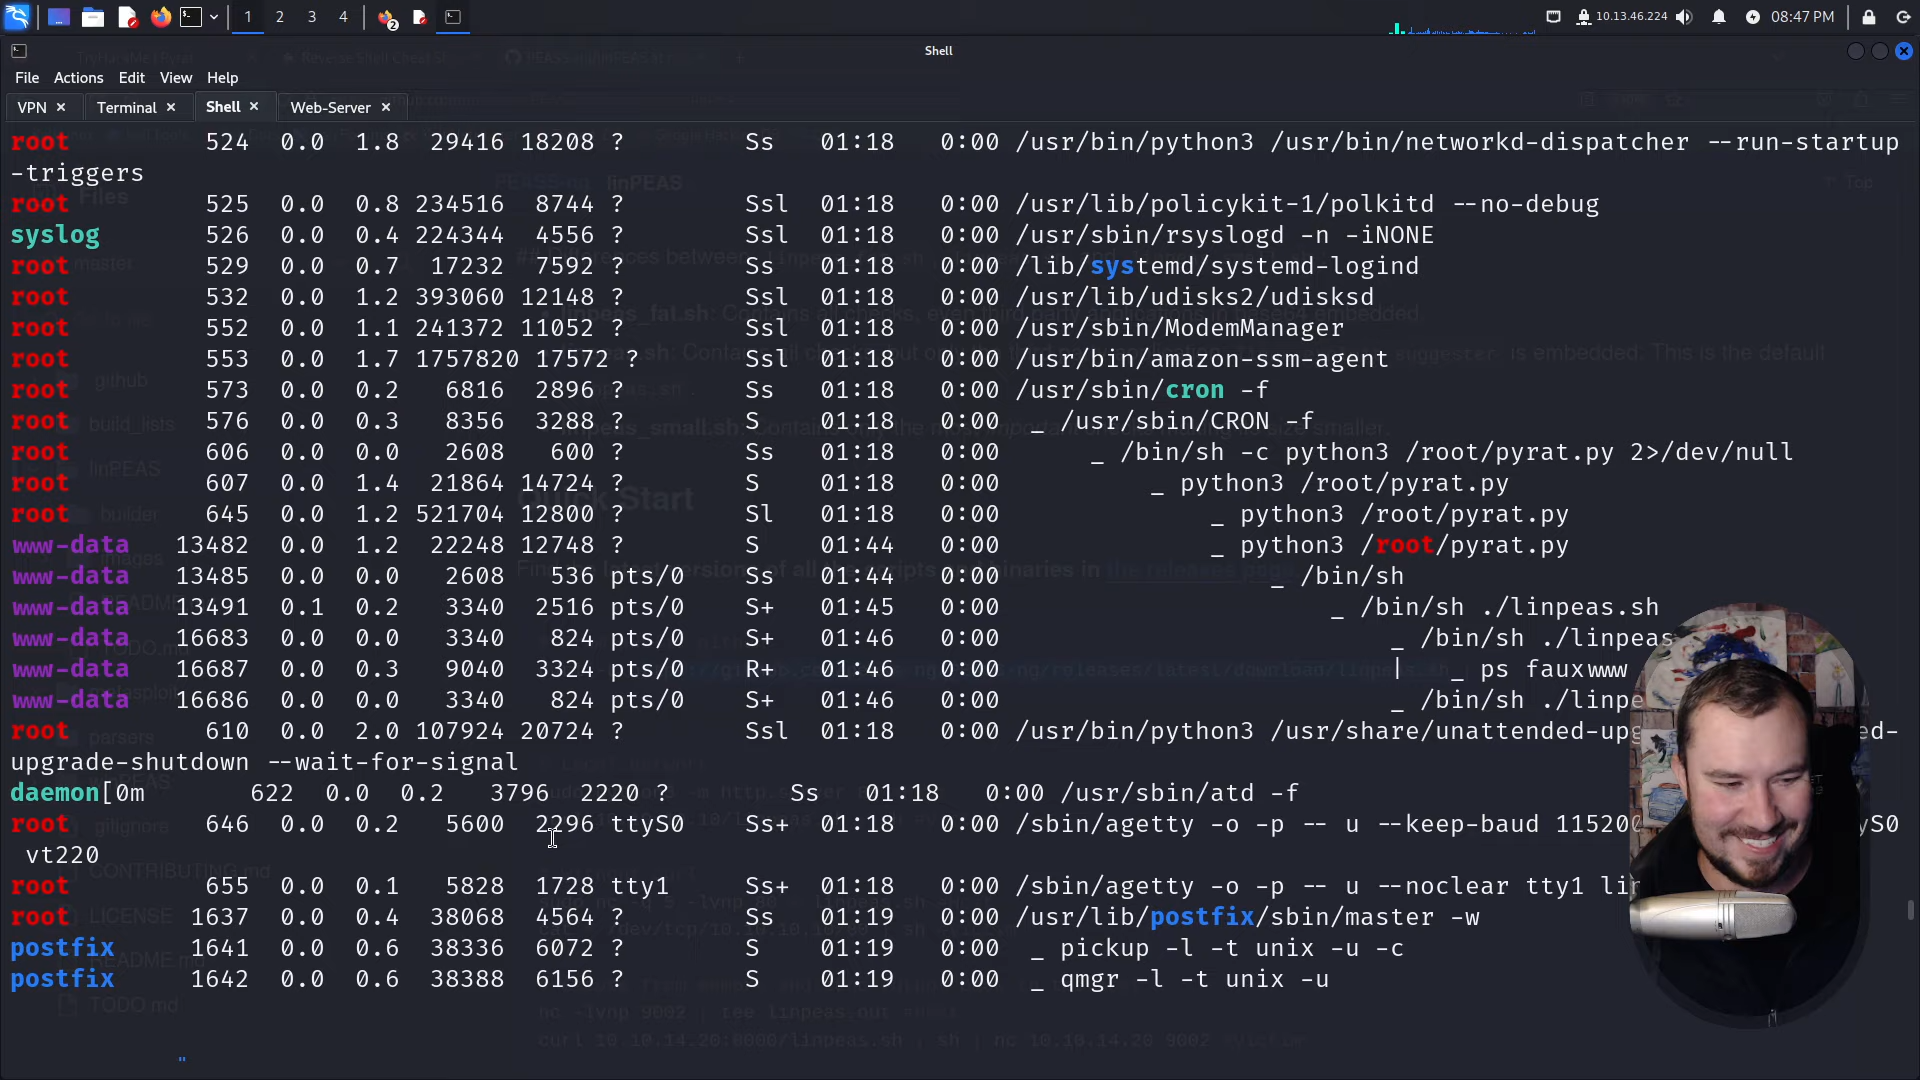 1 2 3 4 2 10.13.46.224 08:47 PM
Shell
File Actions Edit View Help
VPN × Terminal × Shell × Web-Server ×
root 524 0.0 1.8 29416 18208 ? Ss 01:18 0:00 /usr/bin/python3 /usr/bin/networkd-dispatcher --run-startup
-triggers
root 525 0.0 0.8 234516 8744 ? Ssl 01:18 0:00 /usr/lib/policykit-1/polkitd --no-debug
syslog 526 0.0 0.4 224344 4556 ? Ssl 01:18 0:00 /usr/sbin/rsyslogd -n -iNONE
root 529 0.0 0.7 17232 7592 ? Ss 01:18 0:00 /lib/systemd/systemd-logind
root 532 0.0 1.2 393060 12148 ? Ssl 01:18 0:00 /usr/lib/udisks2/udisksd
root 552 0.0 1.1 241372 11052 ? Ssl 01:18 0:00 /usr/sbin/ModemManager
root 553 0.0 1.7 1757820 17572 ? Ssl 01:18 0:00 /usr/bin/amazon-ssm-agent
root 573 0.0 0.2 6816 2896 ? Ss 01:18 0:00 /usr/sbin/cron -f
root 576 0.0 0.3 8356 3288 ? S 01:18 0:00 _ /usr/sbin/CRON -f
root 606 0.0 0.0 2608 600 ? Ss 01:18 0:00 _ /bin/sh -c python3 /root/pyrat.py 2>/dev/null
root 607 0.0 1.4 21864 14724 ? S 01:18 0:00 _ python3 /root/pyrat.py
root 645 0.0 1.2 521704 12800 ? Sl 01:18 0:00 _ python3 /root/pyrat.py
www-data 13482 0.0 1.2 22248 12748 ? S 01:44 0:00 _ python3 /root/pyrat.py
www-data 13485 0.0 0.0 2608 536 pts/0 Ss 01:44 0:00 _ /bin/sh
www-data 13491 0.1 0.2 3340 2516 pts/0 S+ 01:45 0:00 _ /bin/sh ./linpeas.sh
www-data 16683 0.0 0.0 3340 824 pts/0 S+ 01:46 0:00 _ /bin/sh ./linpeas
www-data 16687 0.0 0.3 9040 3324 pts/0 R+ 01:46 0:00 | _ ps fauxwww
www-data 16686 0.0 0.0 3340 824 pts/0 S+ 01:46 0:00 _ /bin/sh ./linpe
root 610 0.0 2.0 107924 20724 ? Ssl 01:18 0:00 /usr/bin/python3 /usr/share/unattended-upg ed-
upgrade-shutdown --wait-for-signal
daemon[0m 622 0.0 0.2 3796 2220 ? Ss 01:18 0:00 /usr/sbin/atd -f
root 646 0.0 0.2 5600 2296 ttyS0 Ss+ 01:18 0:00 /sbin/agetty -o -p -- u --keep-baud 115200 yS0
vt220
root 655 0.0 0.1 5828 1728 tty1 Ss+ 01:18 0:00 /sbin/agetty -o -p -- u --noclear tty1 li
root 1637 0.0 0.4 38068 4564 ? Ss 01:19 0:00 /usr/lib/postfix/sbin/master -w
postfix 1641 0.0 0.6 38336 6072 ? S 01:19 0:00 _ pickup -l -t unix -u -c
postfix 1642 0.0 0.6 38388 6156 ? S 01:19 0:00 _ qmgr -l -t unix -u